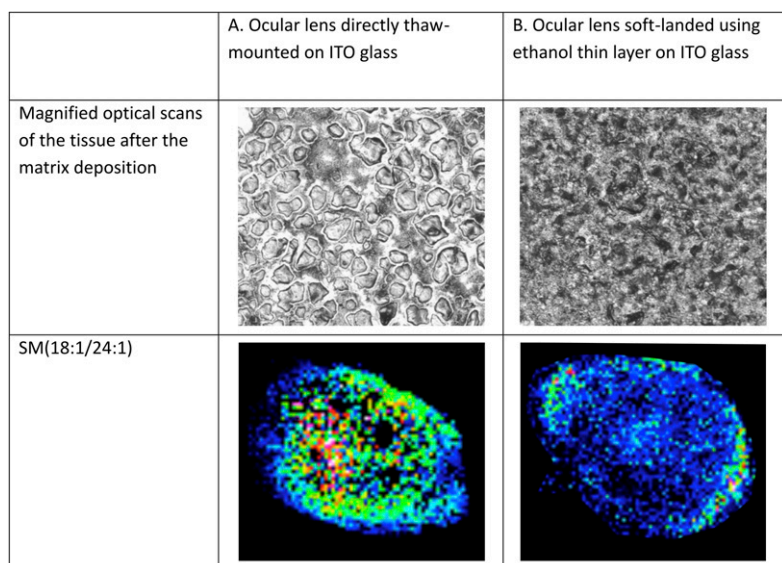 A. Ocular lens directly thaw-
mounted on ITO glass
B. Ocular lens soft-landed using
ethanol thin layer on ITO glass
Magnified optical scans
of the tissue after the
matrix deposition
SM(18:1/24:1)